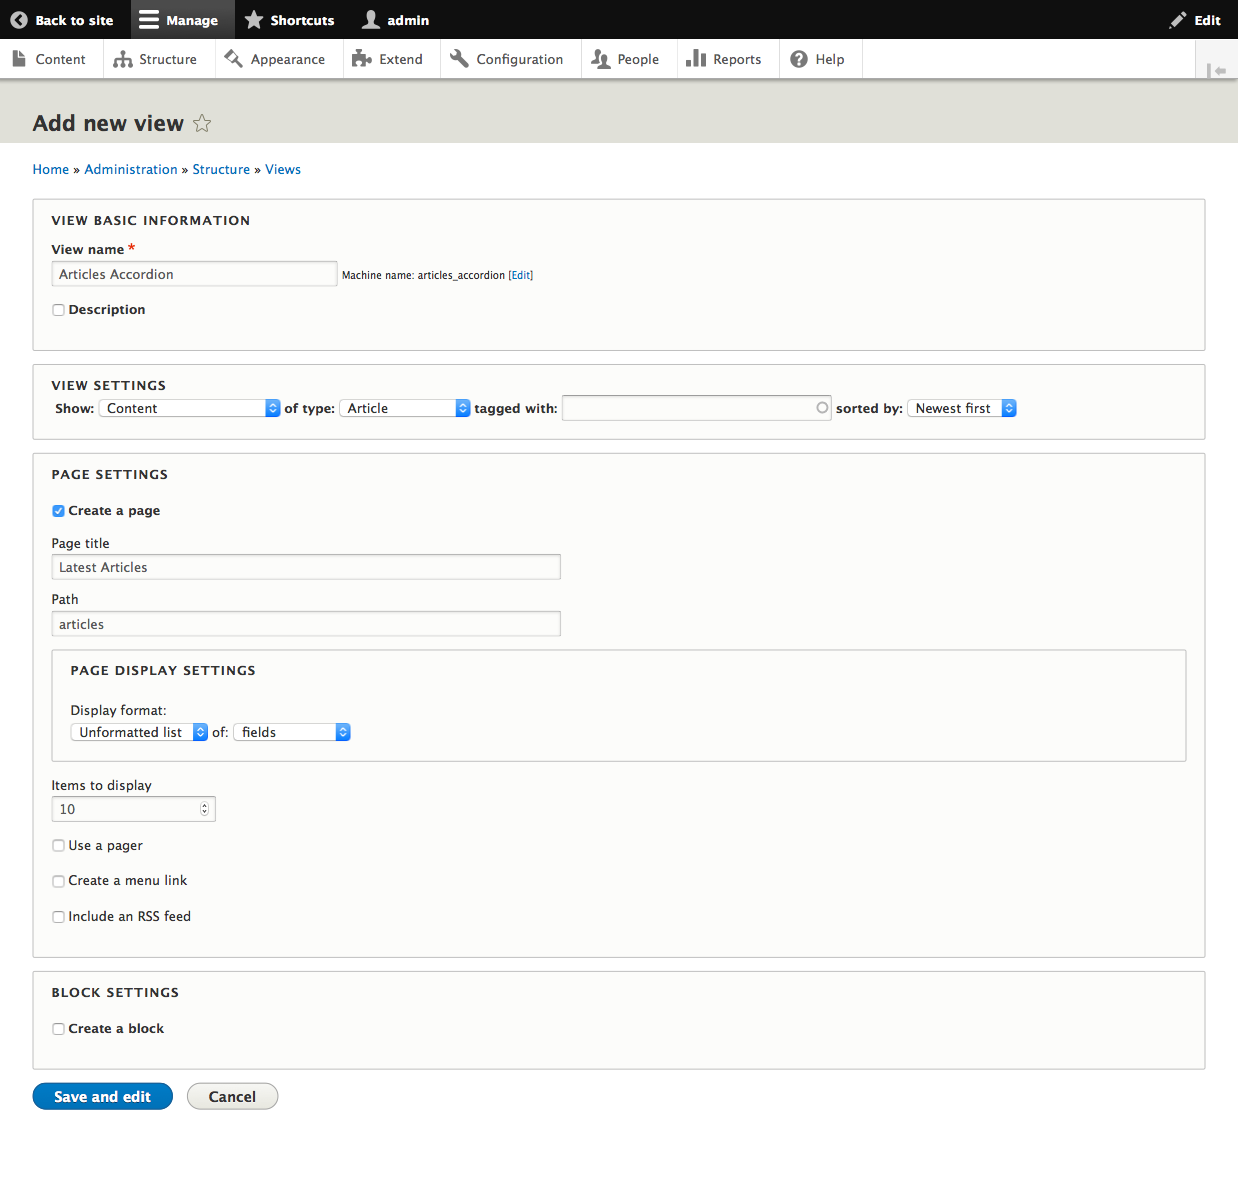 Back to site Manage Shortcuts admin Edit
Content Structure Appearance Extend Configuration People Reports Help
Add new view
Home » Administration » Structure » Views
VIEW BASIC INFORMATION
View name *
Articles Accordion Machine name: articles_accordion [Edit]
Description
VIEW SETTINGS
Show: Content of type: Article tagged with: sorted by: Newest first
PAGE SETTINGS
Create a page
Page title
Latest Articles
Path
articles
PAGE DISPLAY SETTINGS
Display format:
Unformatted list of: fields
Items to display
10
Use a pager
Create a menu link
Include an RSS feed
BLOCK SETTINGS
Create a block
Save and edit Cancel